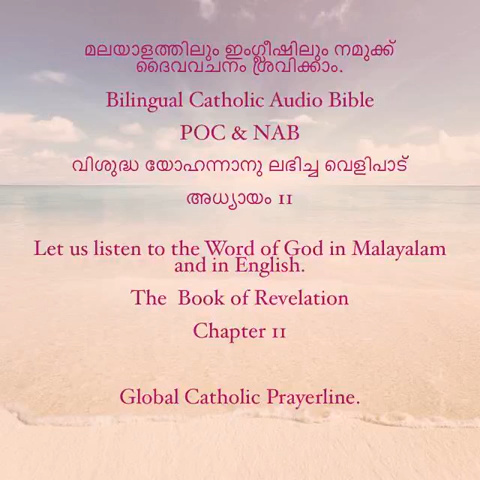 മലയാളത്തിലും ഇംഗ്ലീഷിലും നമുക്ക്
ദൈവവചനം ശ്രവിക്കാം.
Bilingual Catholic Audio Bible
POC & NAB
വിശുദ്ധ യോഹന്നാനു ലഭിച്ച വെളിപാട്
അധ്യായം 11
Let us listen to the Word of God in Malayalam
and in English.
The Book of Revelation
Chapter 11
Global Catholic Prayerline.